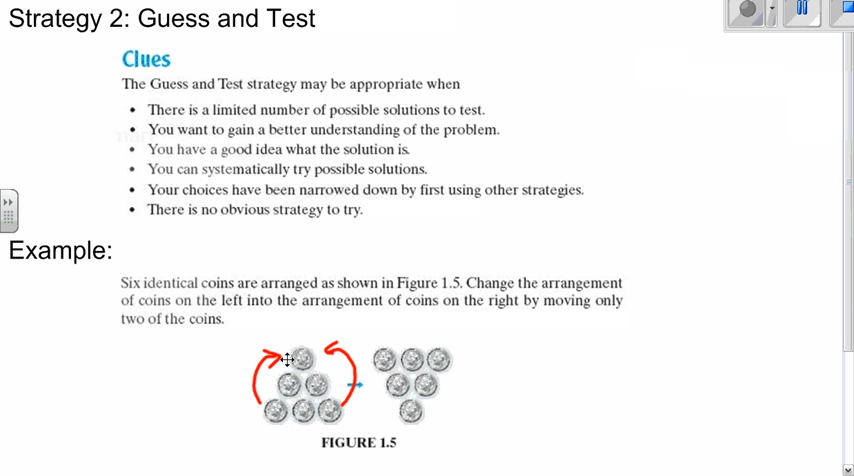 Strategy 2: Guess and Test
Clues
The Guess and Test strategy may be appropriate when
• There is a limited number of possible solutions to test.
• You want to gain a better understanding of the problem.
• You have a good idea what the solution is.
• You can systematically try possible solutions.
• Your choices have been narrowed down by first using other strategies.
• There is no obvious strategy to try.
Example:
Six identical coins are arranged as shown in Figure 1.5. Change the arrangement
of coins on the left into the arrangement of coins on the right by moving only
two of the coins.
FIGURE 1.5